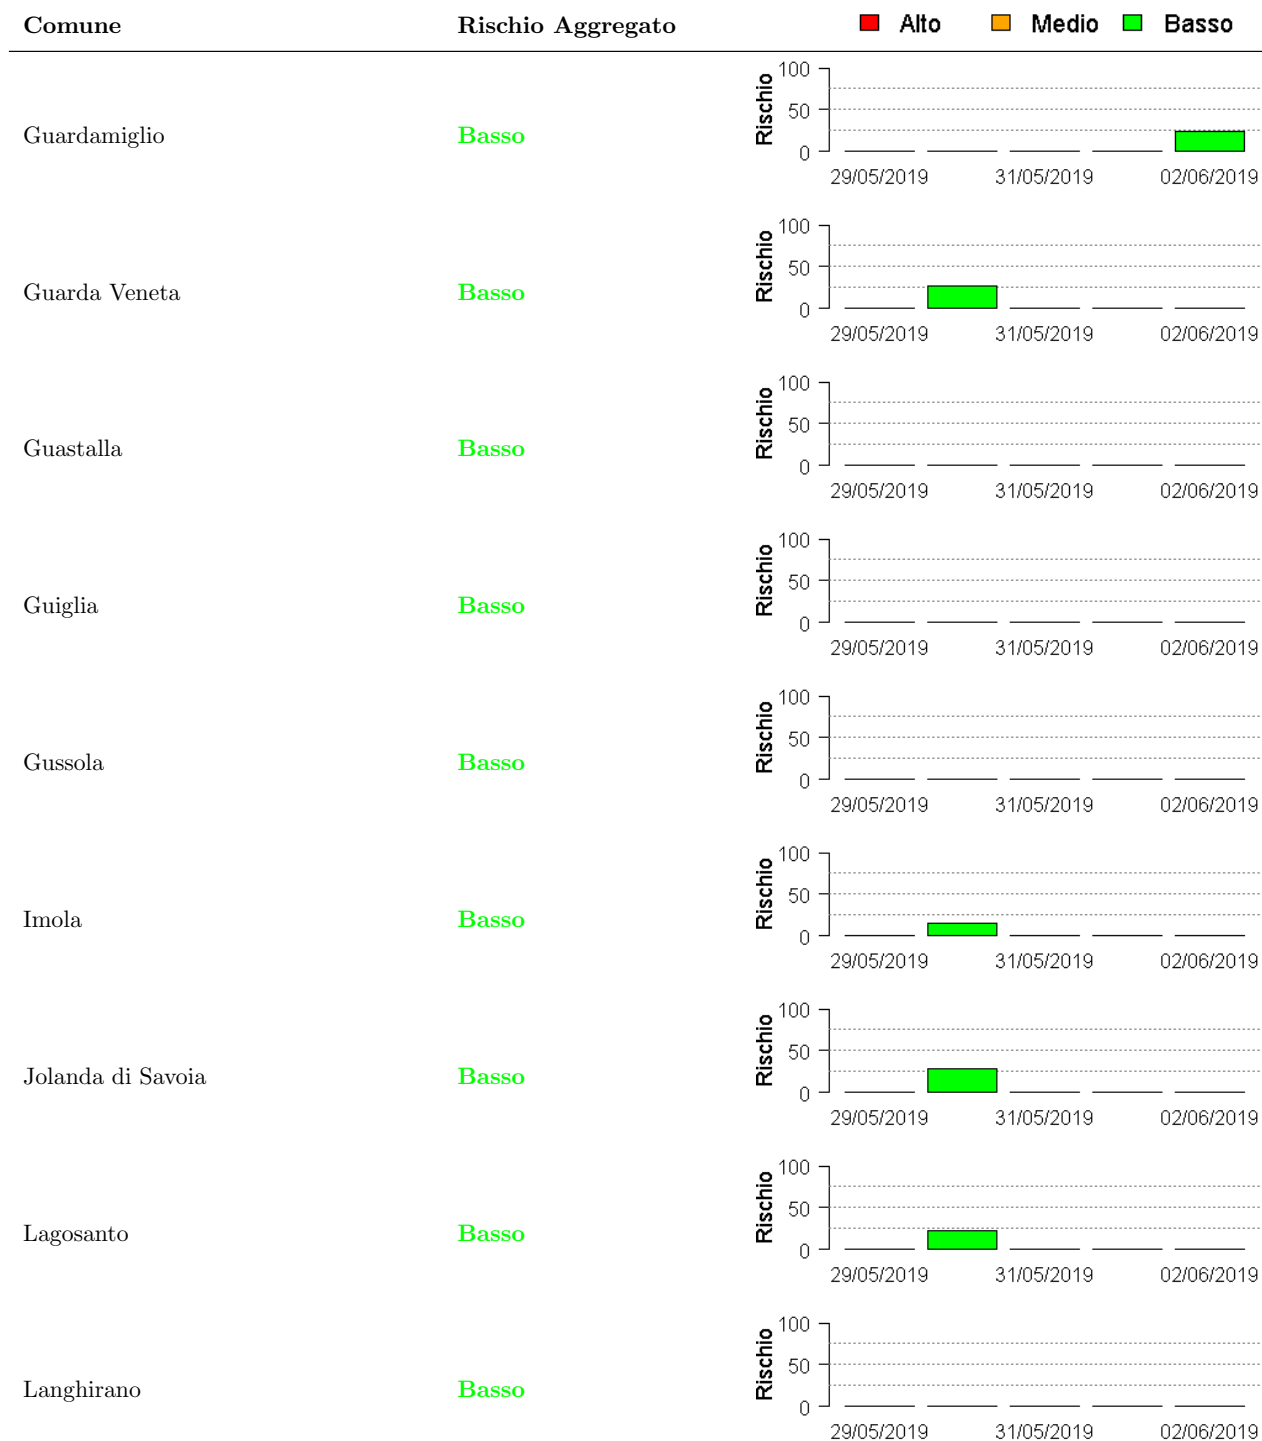 Comune Rischio Aggregato Alto Medio Basso
Guardamiglio Basso Rischio 100 50 0
29/05/2019 31/05/2019 02/06/2019
Guarda Veneta Basso Rischio 100 50 0
29/05/2019 31/05/2019 02/06/2019
Guastalla Basso Rischio 100 50 0
29/05/2019 31/05/2019 02/06/2019
Guiglia Basso Rischio 100 50 0
29/05/2019 31/05/2019 02/06/2019
Gussola Basso Rischio 100 50 0
29/05/2019 31/05/2019 02/06/2019
Imola Basso Rischio 100 50 0
29/05/2019 31/05/2019 02/06/2019
Jolanda di Savoia Basso Rischio 100 50 0
29/05/2019 31/05/2019 02/06/2019
Lagosanto Basso Rischio 100 50 0
29/05/2019 31/05/2019 02/06/2019
Langhirano Basso Rischio 100 50 0
29/05/2019 31/05/2019 02/06/2019